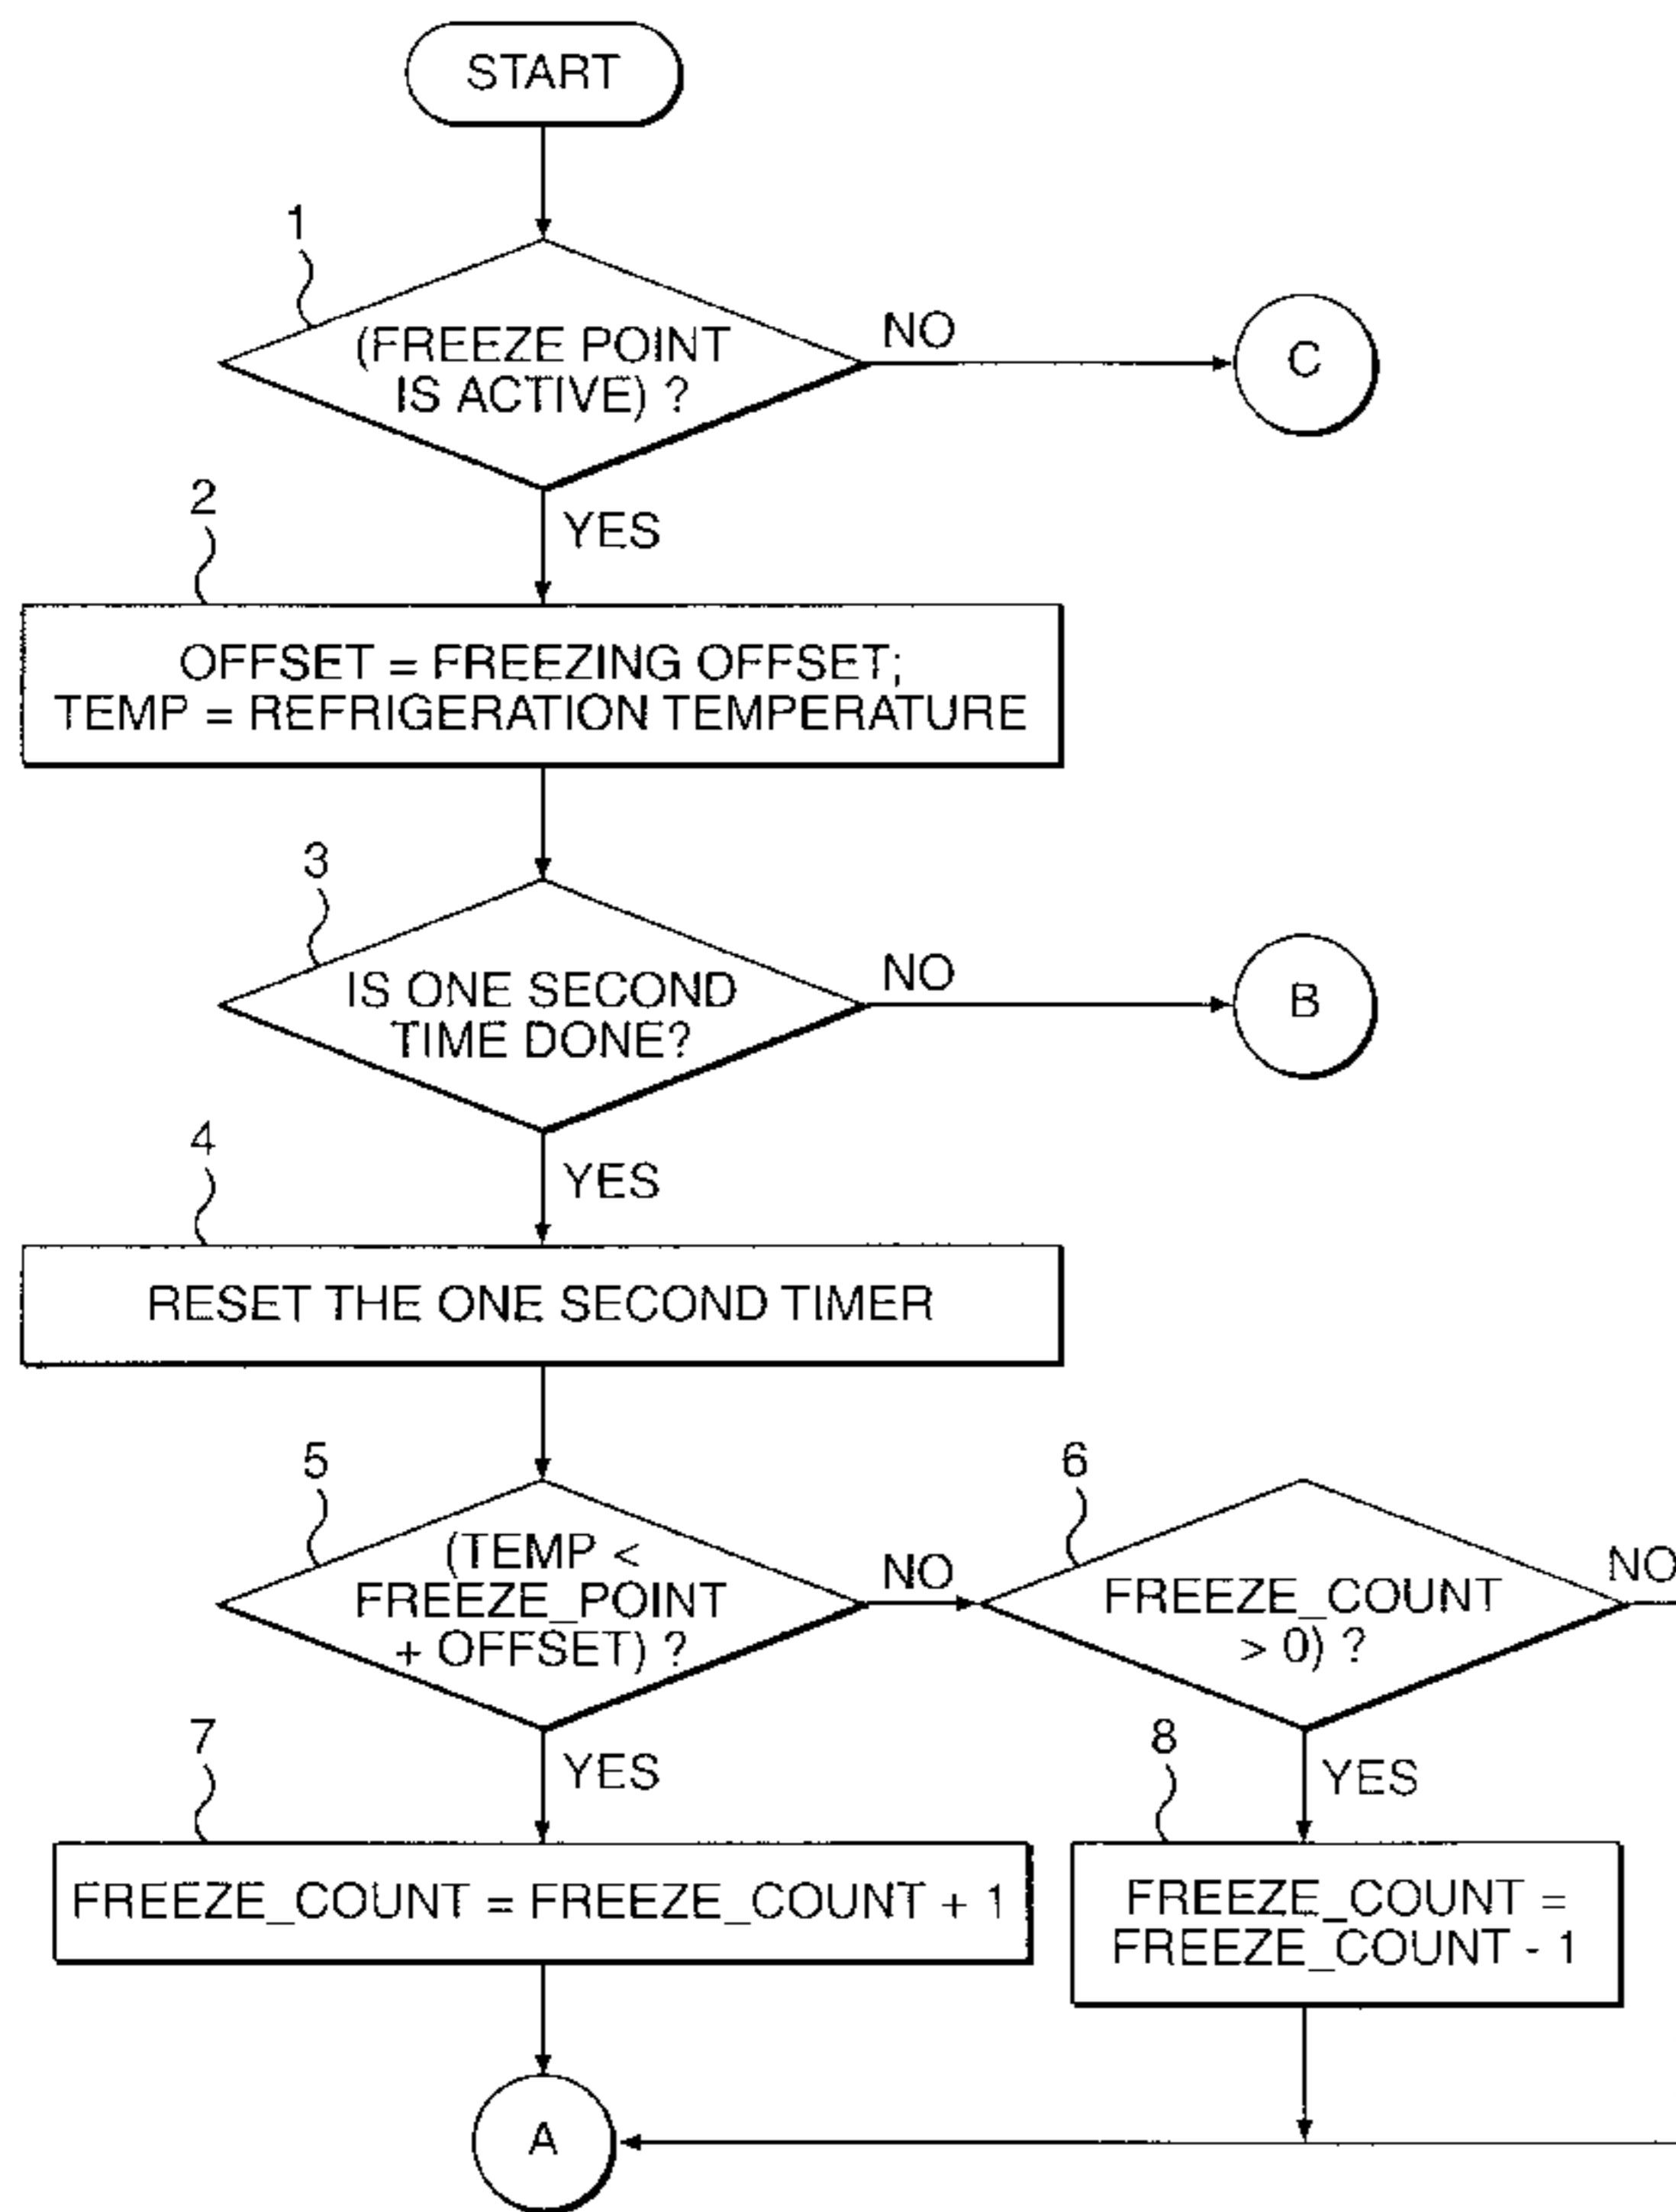 START
1
(FREEZE POINT
IS ACTIVE) ?
NO
C
YES
2
OFFSET = FREEZING OFFSET;
TEMP = REFRIGERATION TEMPERATURE
3
IS ONE SECOND
TIME DONE?
NO
B
YES
4
RESET THE ONE SECOND TIMER
5
(TEMP <
FREEZE_POINT
+ OFFSET) ?
NO
6
FREEZE_COUNT
> 0) ?
NO
YES
7
FREEZE_COUNT = FREEZE_COUNT + 1
YES
8
FREEZE_COUNT =
FREEZE_COUNT - 1
A